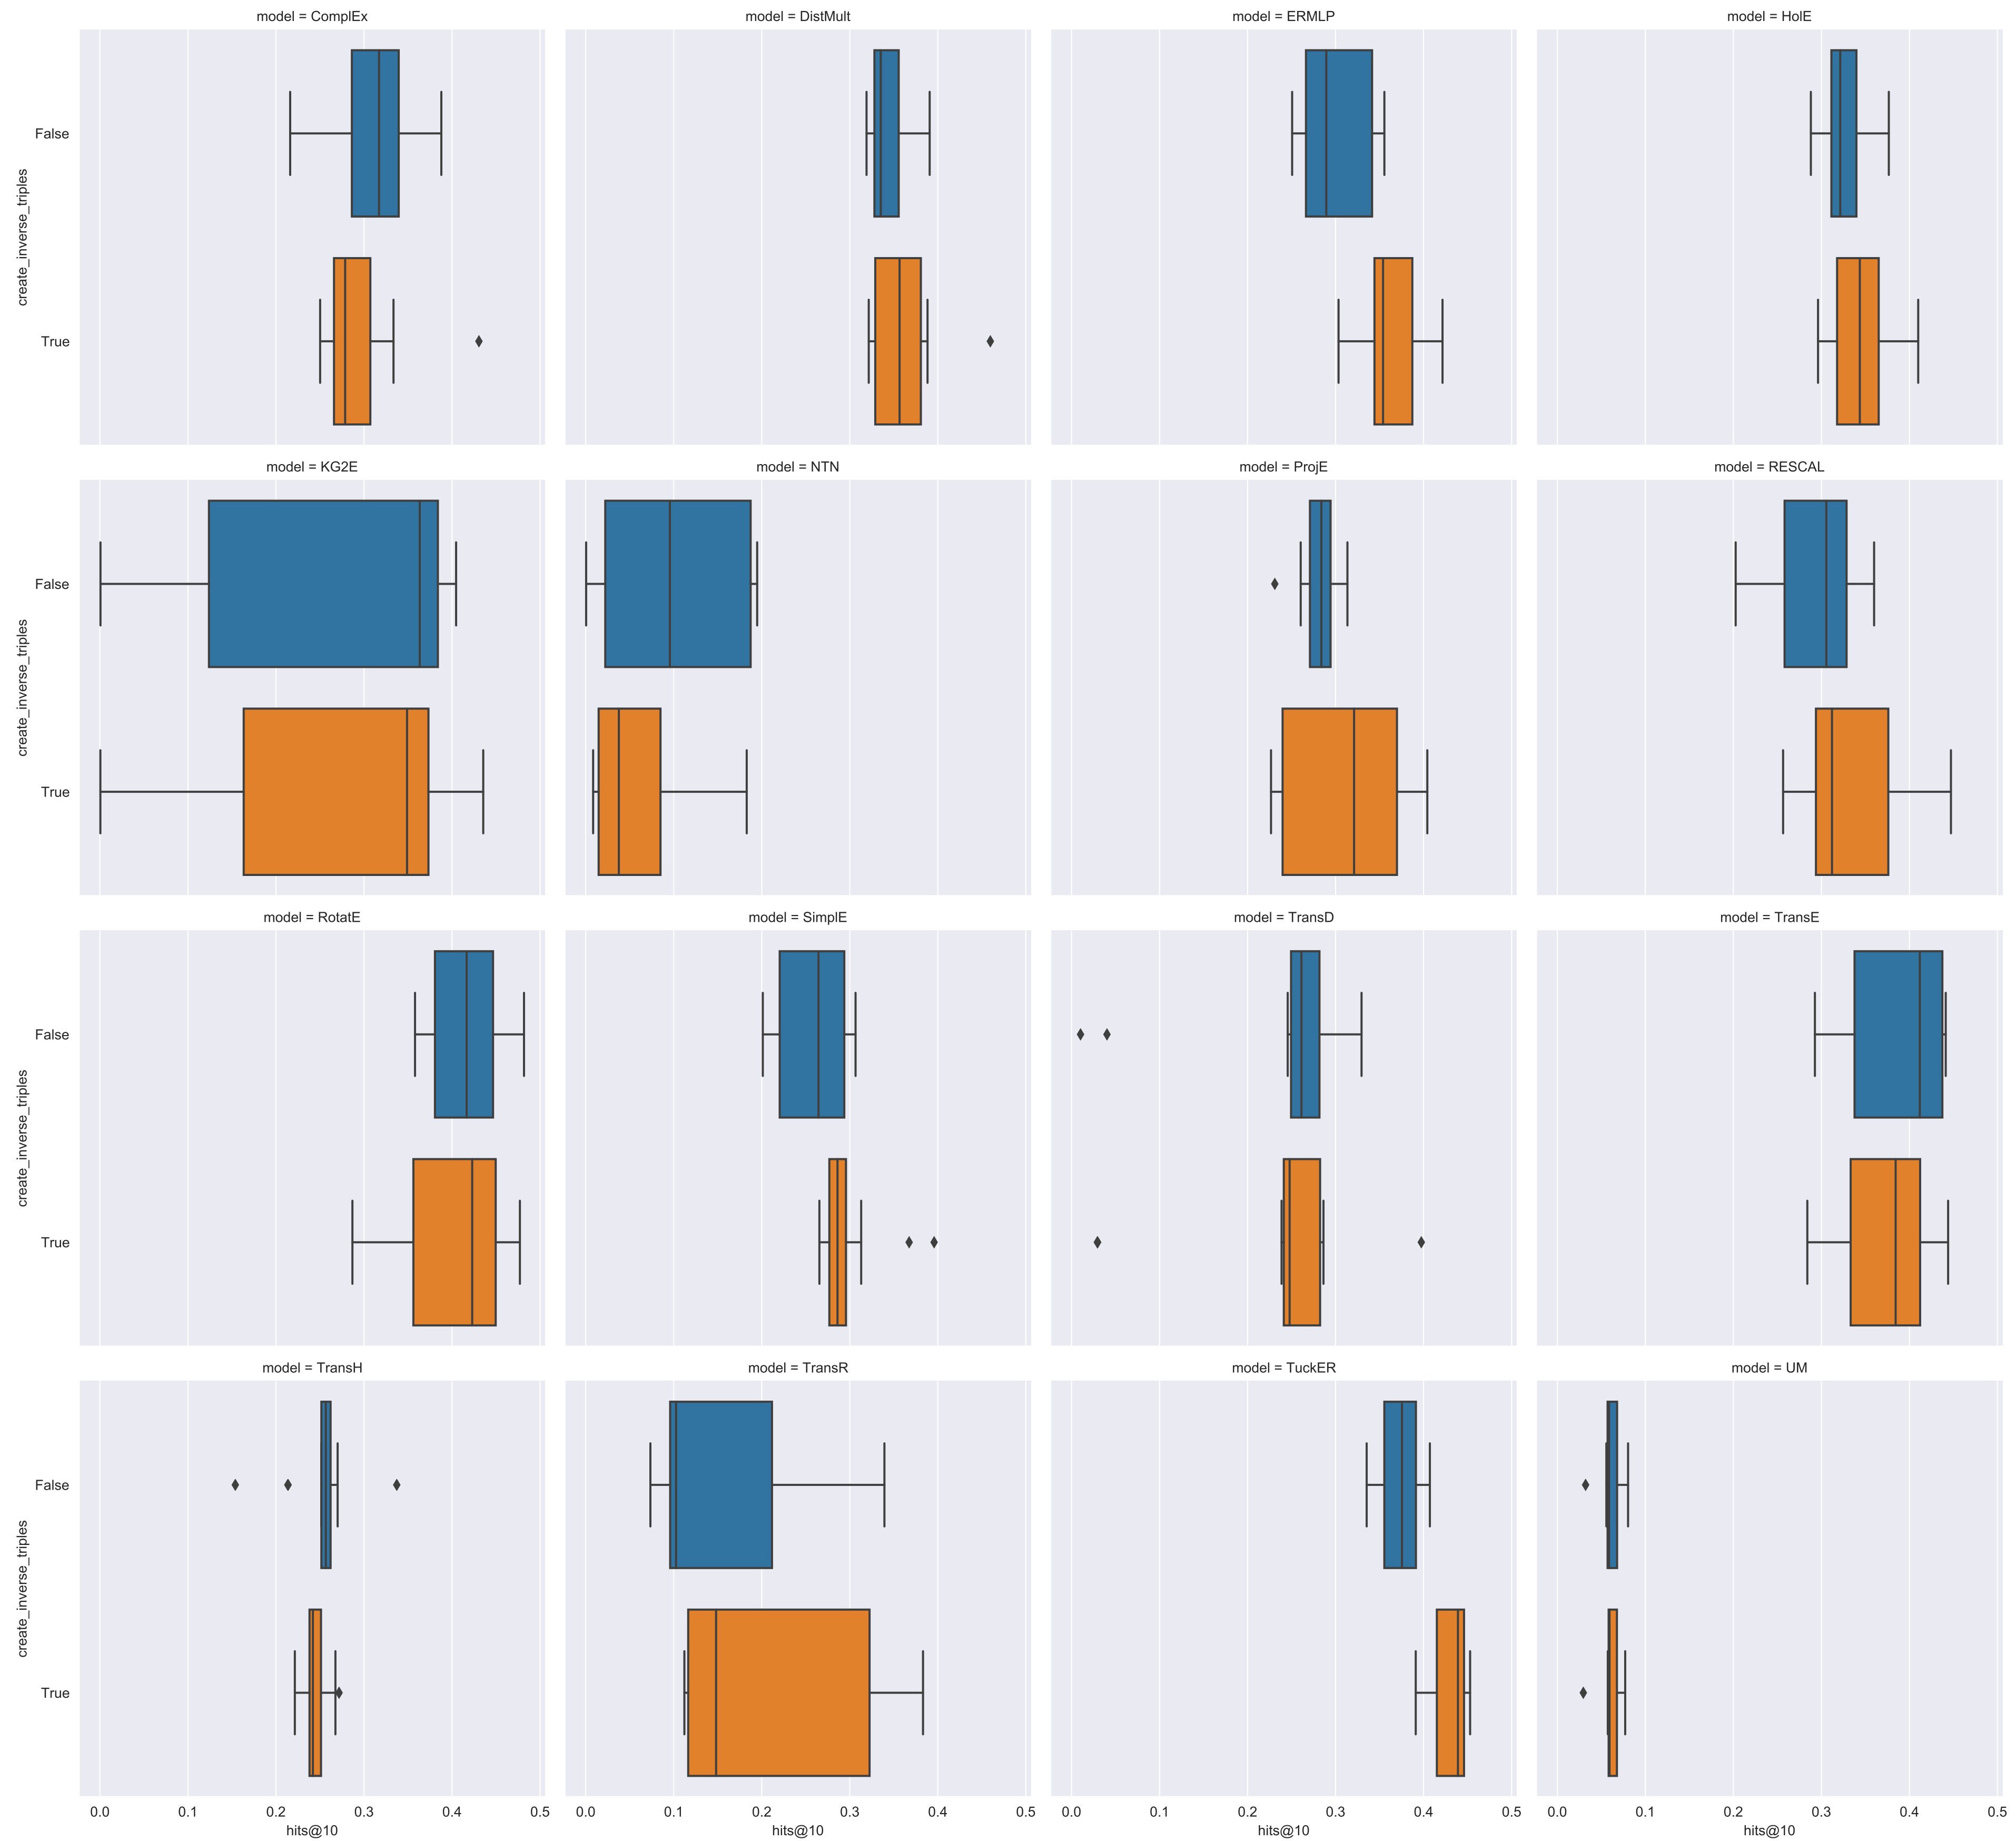 model = ComplEx
model = DistMult
model = ERMLP
model = HolE
create_inverse_triples
False
True
model = KG2E
model = NTN
model = ProjE
model = RESCAL
create_inverse_triples
False
True
model = RotatE
model = SimplE
model = TransD
model = TransE
create_inverse_triples
False
True
model = TransH
model = TransR
model = TuckER
model = UM
create_inverse_triples
False
True
0.0 0.1 0.2 0.3 0.4 0.5
hits@10
0.0 0.1 0.2 0.3 0.4 0.5
hits@10
0.0 0.1 0.2 0.3 0.4 0.5
hits@10
0.0 0.1 0.2 0.3 0.4 0.5
hits@10